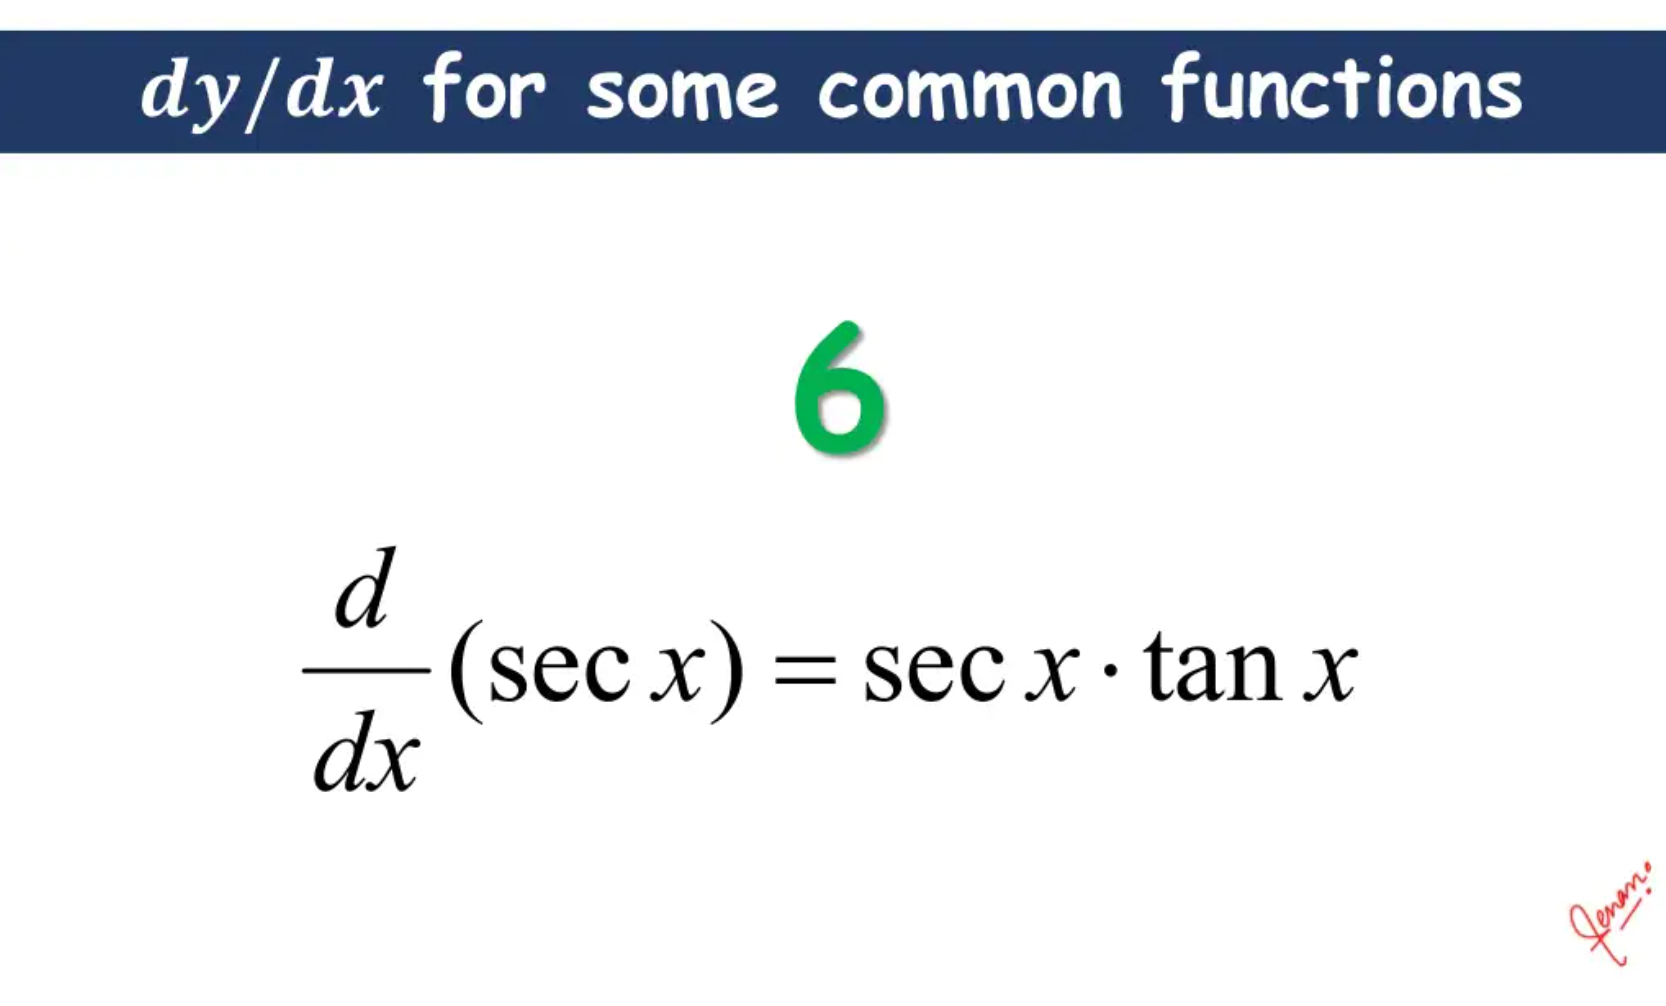 dy/dx for some common functions
6
d/dx (sec x) = sec x · tan x